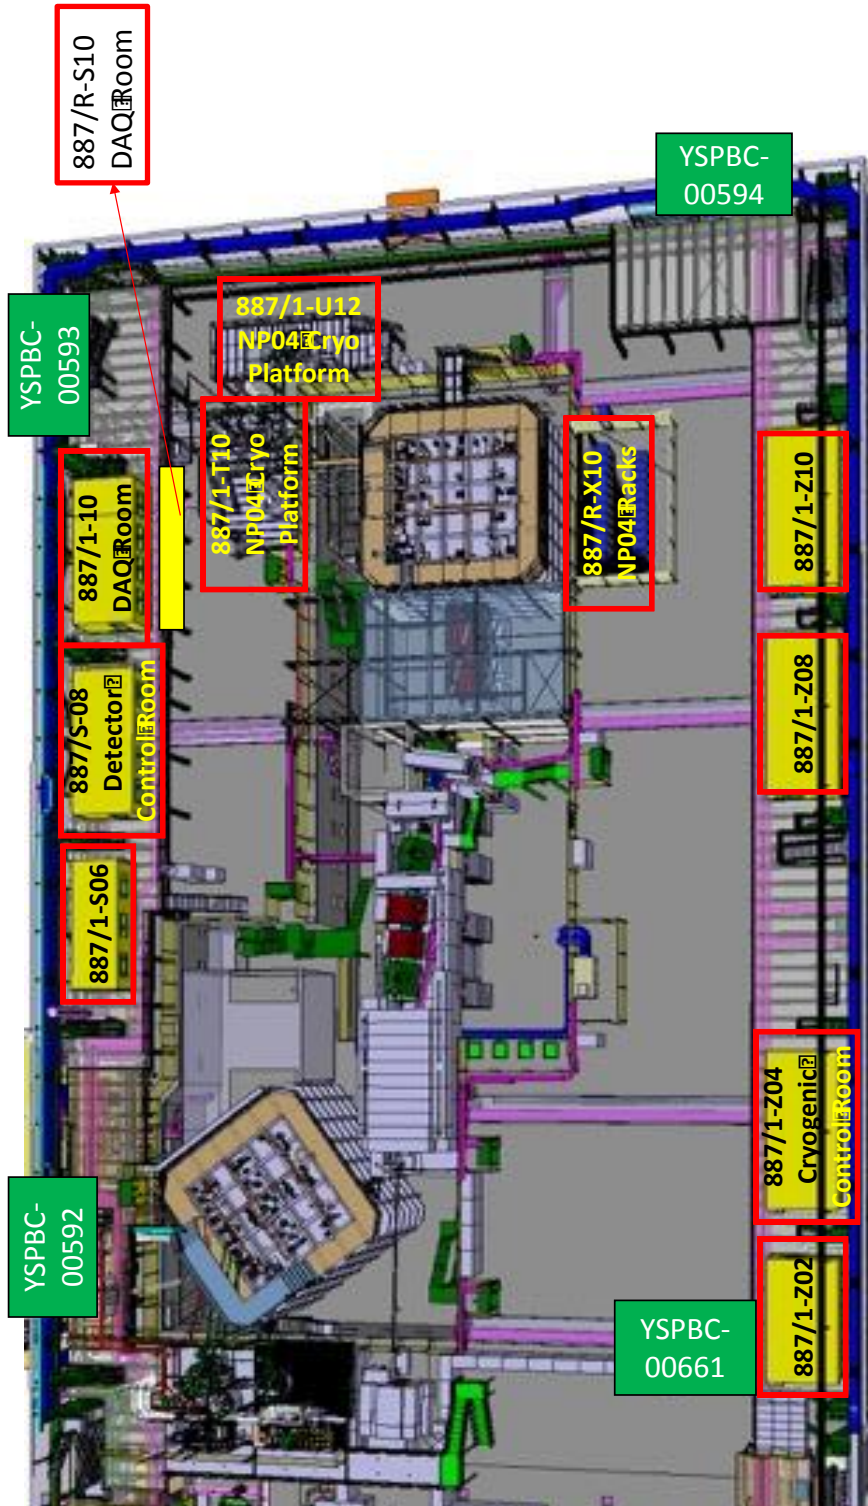 887/R-S10
DAQ⍰Room
YSPBC-
00594
YSPBC-
00593
887/1-U12
NP04⍰Cryo
Platform
887/1-T10
NP04⍰Cryo
Platform
887/1-10
DAQ⍰Room
887/R-X10
NP04⍰Racks
887/1-Z10
887/S-08
Detector⍰
Control⍰Room
887/1-Z08
887/1-S06
887/1-Z04
Cryogenic⍰
Control⍰Room
YSPBC-
00592
887/1-Z02
YSPBC-
00661